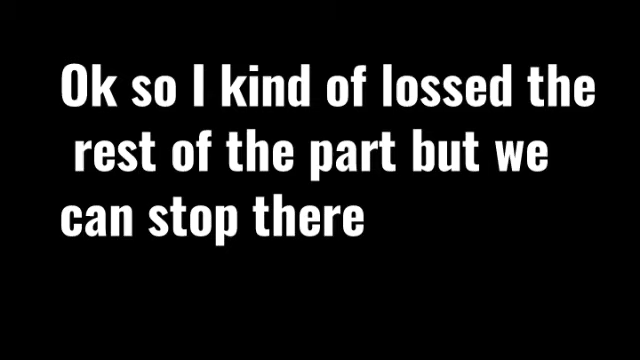 Ok so I kind of lossed the
rest of the part but we
can stop there